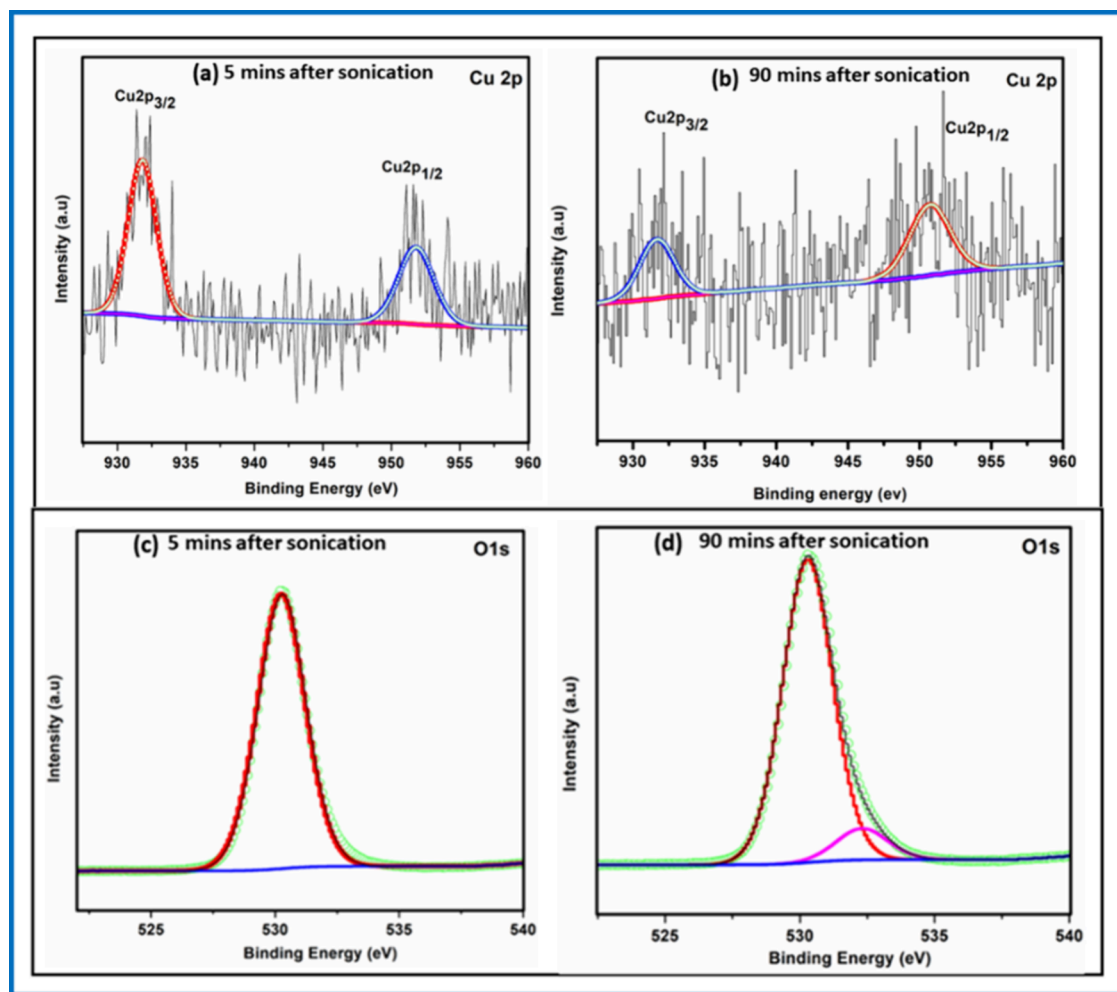 (a) 5 mins after sonication
Cu 2p
Cu2p3/2
Cu2p1/2
Intensity (a.u)
930 935 940 945 950 955 960
Binding Energy (eV)
(b) 90 mins after sonication
Cu 2p
Cu2p3/2
Cu2p1/2
Intensity (a.u)
930 935 940 945 950 955 960
Binding energy (ev)
(c) 5 mins after sonication
O1s
Intensity (a.u)
525 530 535 540
Binding Energy (eV)
(d) 90 mins after sonication
O1s
Intensity (a.u)
525 530 535 540
Binding Energy (eV)